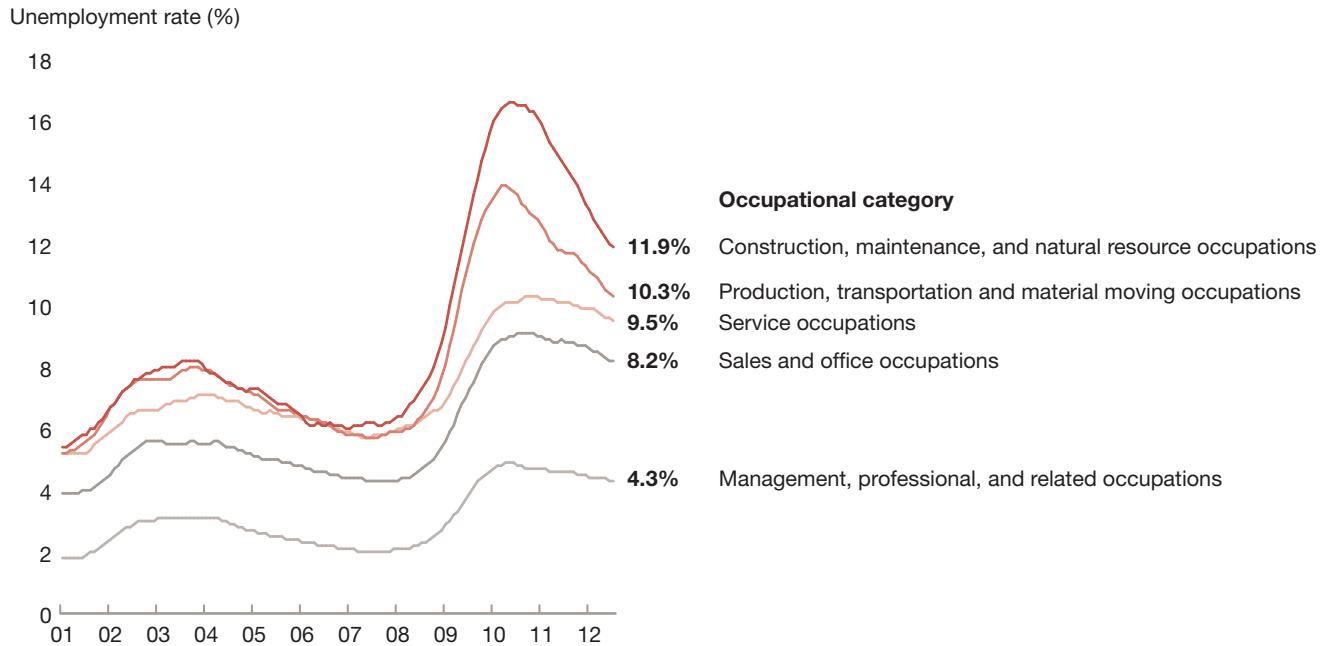 Unemployment rate (%)
18
16
14
12
10
8
6
4
2
0
01 02 03 04 05 06 07 08 09 10 11 12
Occupational category
11.9% Construction, maintenance, and natural resource occupations
10.3% Production, transportation and material moving occupations
9.5% Service occupations
8.2% Sales and office occupations
4.3% Management, professional, and related occupations